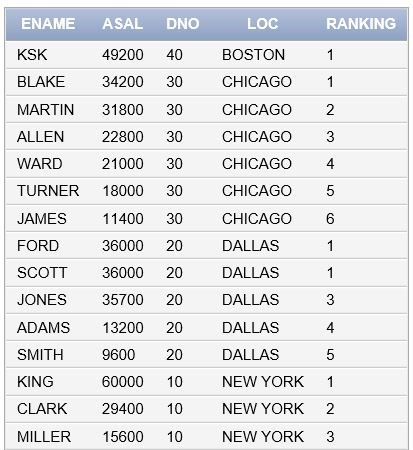 ENAME ASAL DNO LOC RANKING
KSK 49200 40 BOSTON 1
BLAKE 34200 30 CHICAGO 1
MARTIN 31800 30 CHICAGO 2
ALLEN 22800 30 CHICAGO 3
WARD 21000 30 CHICAGO 4
TURNER 18000 30 CHICAGO 5
JAMES 11400 30 CHICAGO 6
FORD 36000 20 DALLAS 1
SCOTT 36000 20 DALLAS 1
JONES 35700 20 DALLAS 3
ADAMS 13200 20 DALLAS 4
SMITH 9600 20 DALLAS 5
KING 60000 10 NEW YORK 1
CLARK 29400 10 NEW YORK 2
MILLER 15600 10 NEW YORK 3